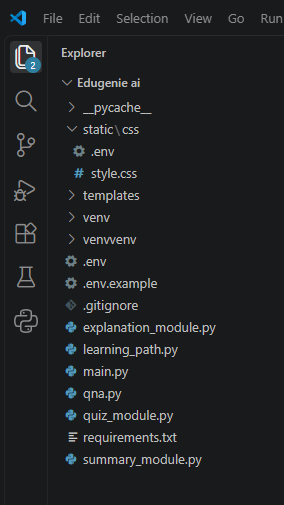 File Edit Selection View Go Run
Explorer
Edugenie ai
__pycache__
static\css
.env
# style.css
templates
venv
venvvenv
.env
.env.example
.gitignore
explanation_module.py
learning_path.py
main.py
qna.py
quiz_module.py
requirements.txt
summary_module.py
2